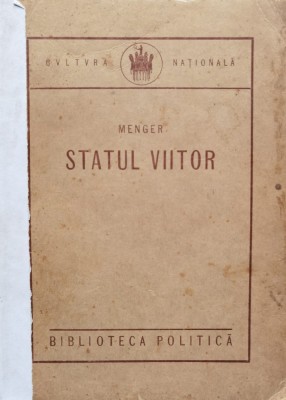 CVLTVRA NAȚIONALĂ
MENGER
STATUL VIITOR
BIBLIOTECA POLITICĂ